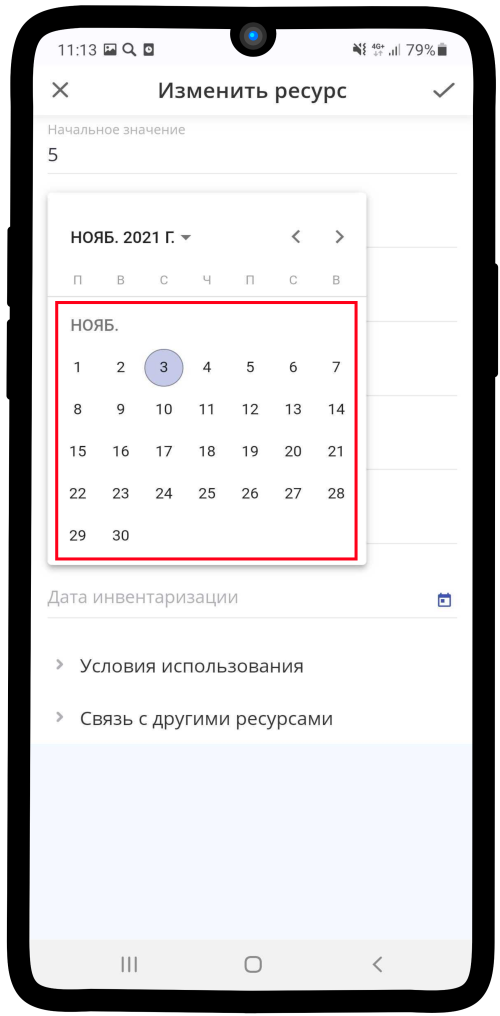 11:13 4G+ 79%
Изменить ресурс
Начальное значение
5
НОЯБ. 2021 Г.
П В С Ч П С В
НОЯБ.
1 2 3 4 5 6 7
8 9 10 11 12 13 14
15 16 17 18 19 20 21
22 23 24 25 26 27 28
29 30
Дата инвентаризации
Условия использования
Связь с другими ресурсами